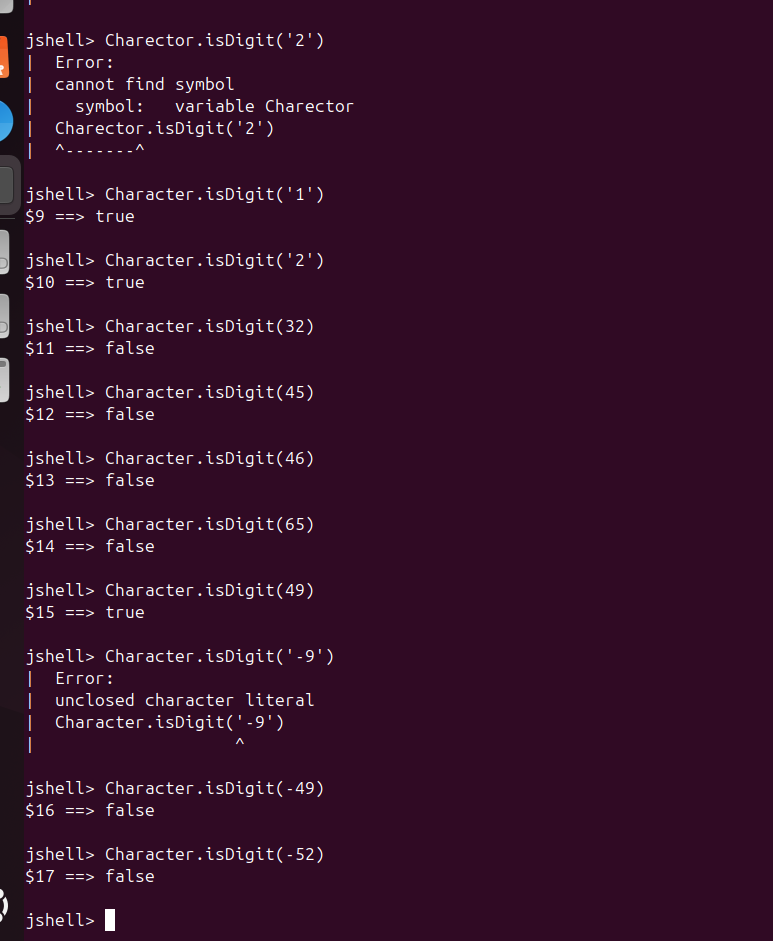 jshell> Charector.isDigit('2')
|  Error:
|  cannot find symbol
|    symbol:   variable Charector
|  Charector.isDigit('2')
|  ^-------^
jshell> Character.isDigit('1')
$9 ==> true
jshell> Character.isDigit('2')
$10 ==> true
jshell> Character.isDigit(32)
$11 ==> false
jshell> Character.isDigit(45)
$12 ==> false
jshell> Character.isDigit(46)
$13 ==> false
jshell> Character.isDigit(65)
$14 ==> false
jshell> Character.isDigit(49)
$15 ==> true
jshell> Character.isDigit('-9')
|  Error:
|  unclosed character literal
|  Character.isDigit('-9')
|                    ^
jshell> Character.isDigit(-49)
$16 ==> false
jshell> Character.isDigit(-52)
$17 ==> false
jshell>